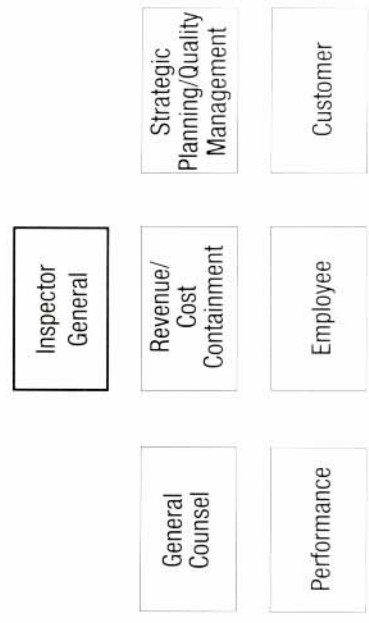 Inspector
General
General
Counsel
Revenue/
Cost
Containment
Strategic
Planning/Quality
Management
Performance
Employee
Customer